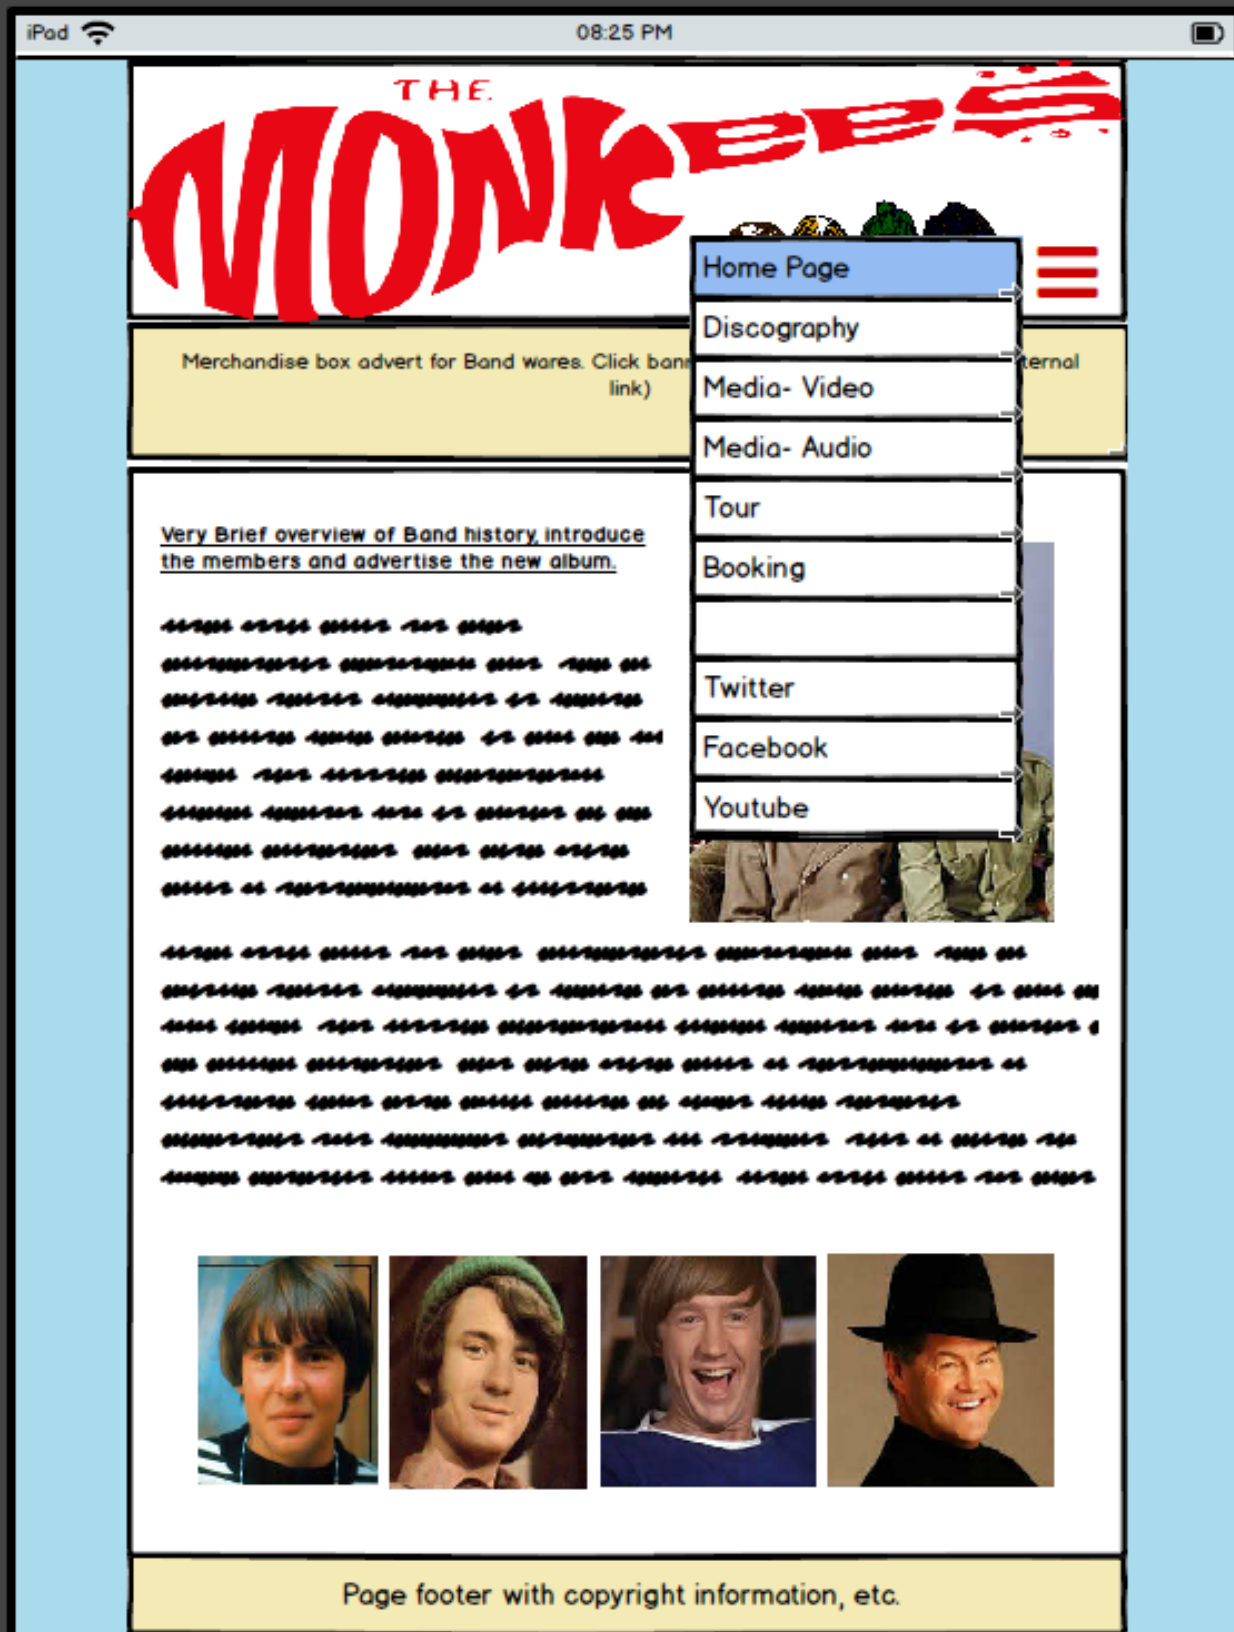 iPad
08:25 PM
THE
MONKEES
Home Page
Discography
Media- Video
Media- Audio
Tour
Booking
Twitter
Facebook
Youtube
Merchandise box advert for Band wares. Click
link)
Very Brief overview of Band history, introduce
the members and advertise the new album.
Page footer with copyright information, etc.